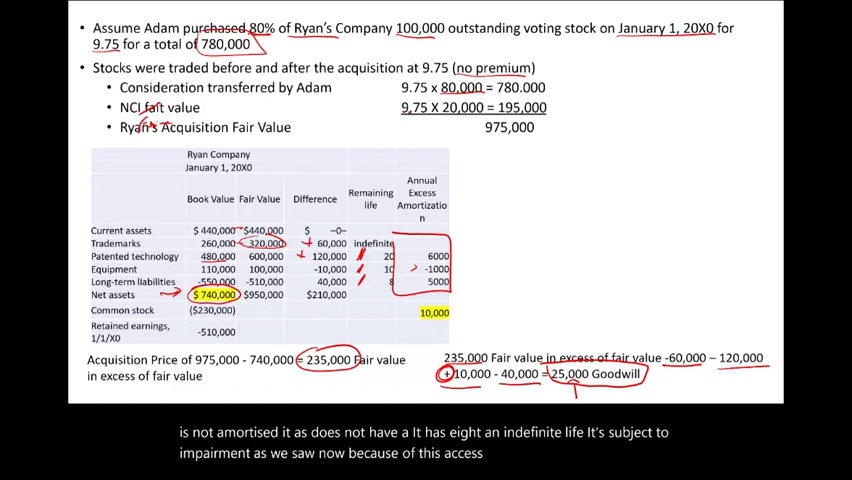 • Assume Adam purchased 80% of Ryan's Company 100,000 outstanding voting stock on January 1, 20X0 for
9.75 for a total of 780,000
• Stocks were traded before and after the acquisition at 9.75 (no premium)
• Consideration transferred by Adam 9.75 x 80,000 = 780.000
• NCI fait value 9,75 X 20,000 = 195,000
• Ryan's Acquisition Fair Value 975,000
Ryan Company
January 1, 20X0
Book Value Fair Value Difference Remaining life Annual Excess Amortizatio n
Current assets $ 440,000 $440,000 $ –0–
Trademarks 260,000 320,000 60,000 indefinite
Patented technology 480,000 600,000 120,000 20 6000
Equipment 110,000 100,000 -10,000 10 -1000
Long-term liabilities -550,000 -510,000 40,000 8 5000
Net assets $ 740,000 $950,000 $210,000
Common stock ($230,000) 10,000
Retained earnings, 1/1/X0 -510,000
Acquisition Price of 975,000 - 740,000 = 235,000 Fair value
in excess of fair value
235,000 Fair value in excess of fair value -60,000 – 120,000
+10,000 - 40,000 = 25,000 Goodwill
is not amortised it as does not have a It has eight an indefinite life It's subject to
impairment as we saw now because of this access